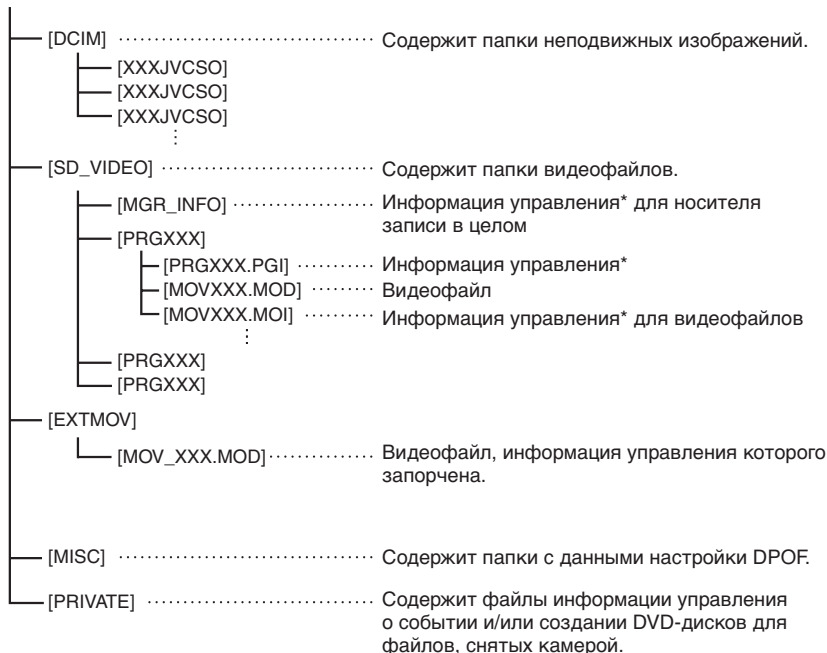 [DCIM] Содержит папки неподвижных изображений.
[XXXJVCSO]
[XXXJVCSO]
[XXXJVCSO]
[SD_VIDEO] Содержит папки видеофайлов.
[MGR_INFO] Информация управления* для носителя
записи в целом
[PRGXXX]
[PRGXXX.PGI] Информация управления*
[MOVXXX.MOD] Видеофайл
[MOVXXX.MOI] Информация управления* для видеофайлов
[PRGXXX]
[PRGXXX]
[EXTMOV]
[MOV_XXX.MOD] Видеофайл, информация управления которого
запорчена.
[MISC] Содержит папки с данными настройки DPOF.
[PRIVATE] Содержит файлы информации управления
о событии и/или создании DVD-дисков для
файлов, снятых камерой.